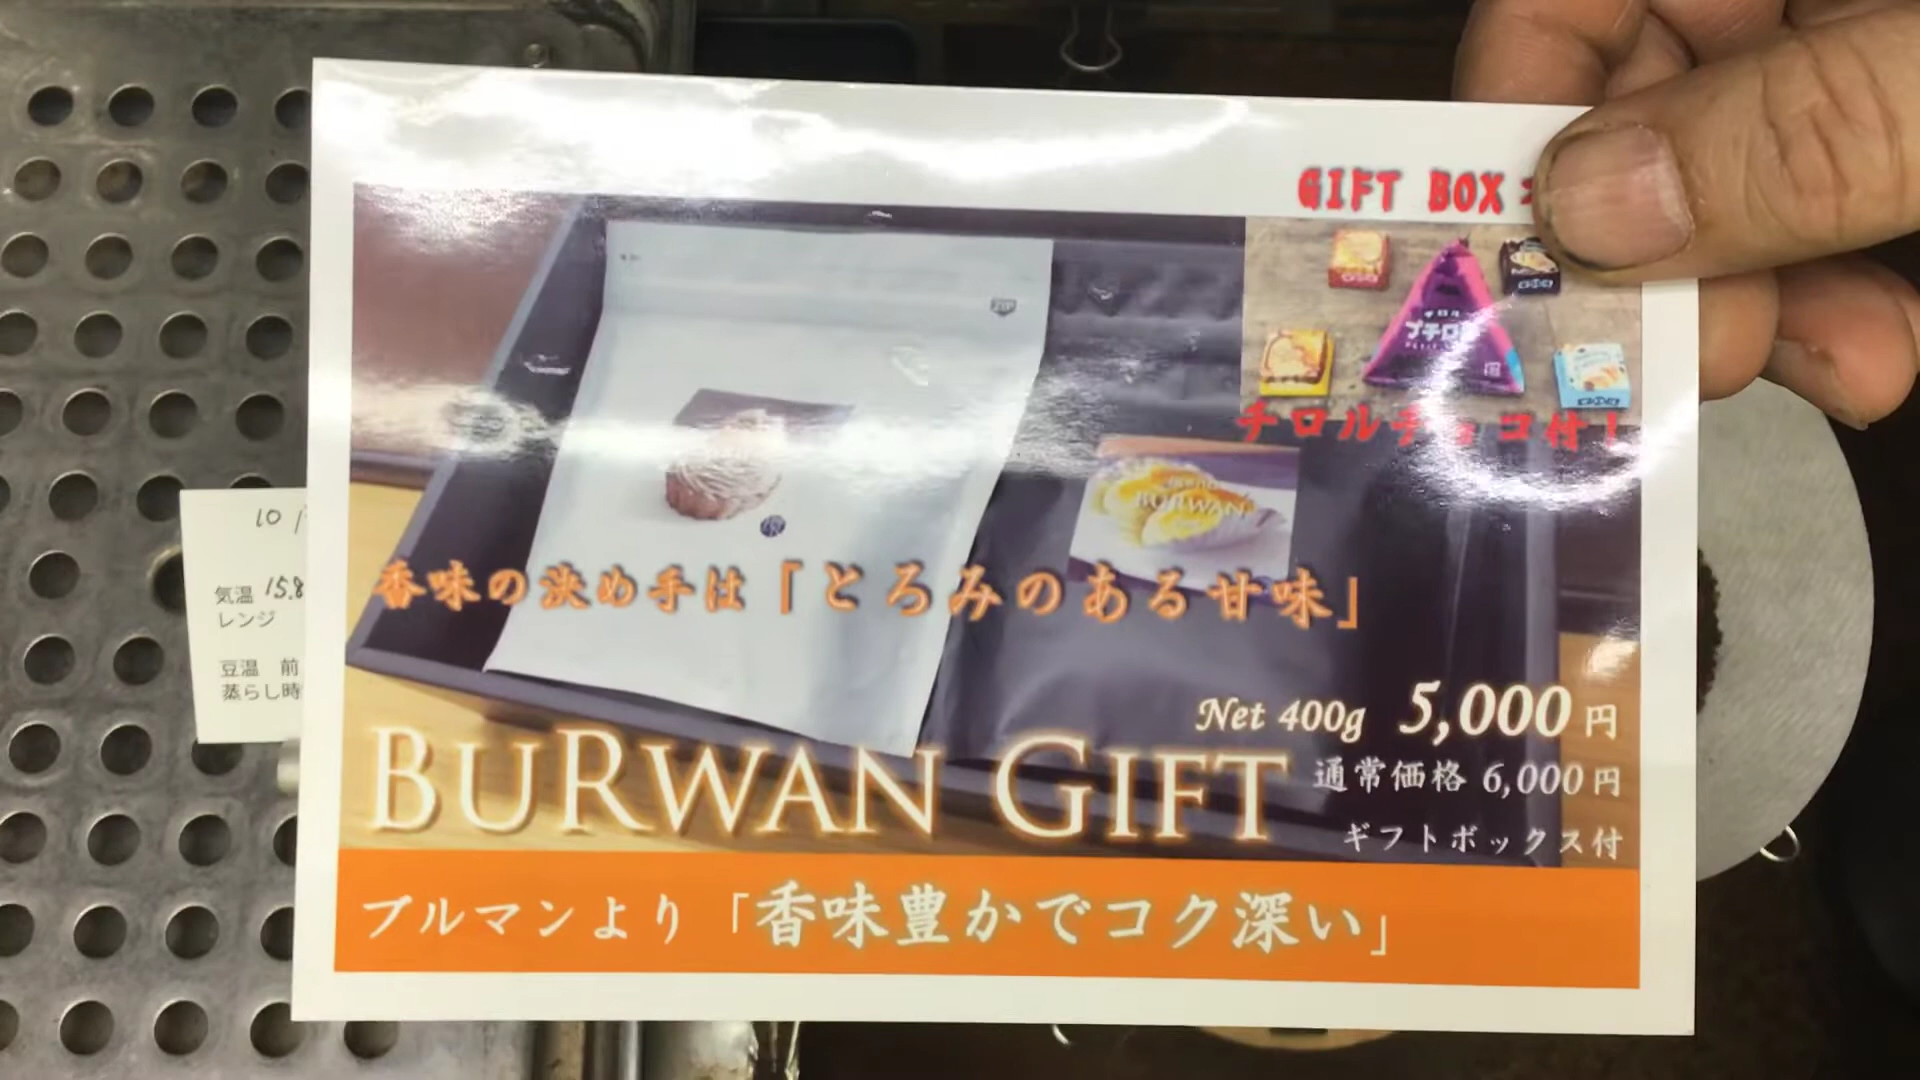 GIFT BOX
チロル
プチロル
チロルチョコ付！
BURWAN
香味の決め手は「とろみのある甘味」
Net 400g 5,000円
通常価格 6,000円
ギフトボックス付
BURWAN GIFT
ブルマンより「香味豊かでコク深い」
10 /
気温 15.8
レンジ
豆温 前
蒸らし時